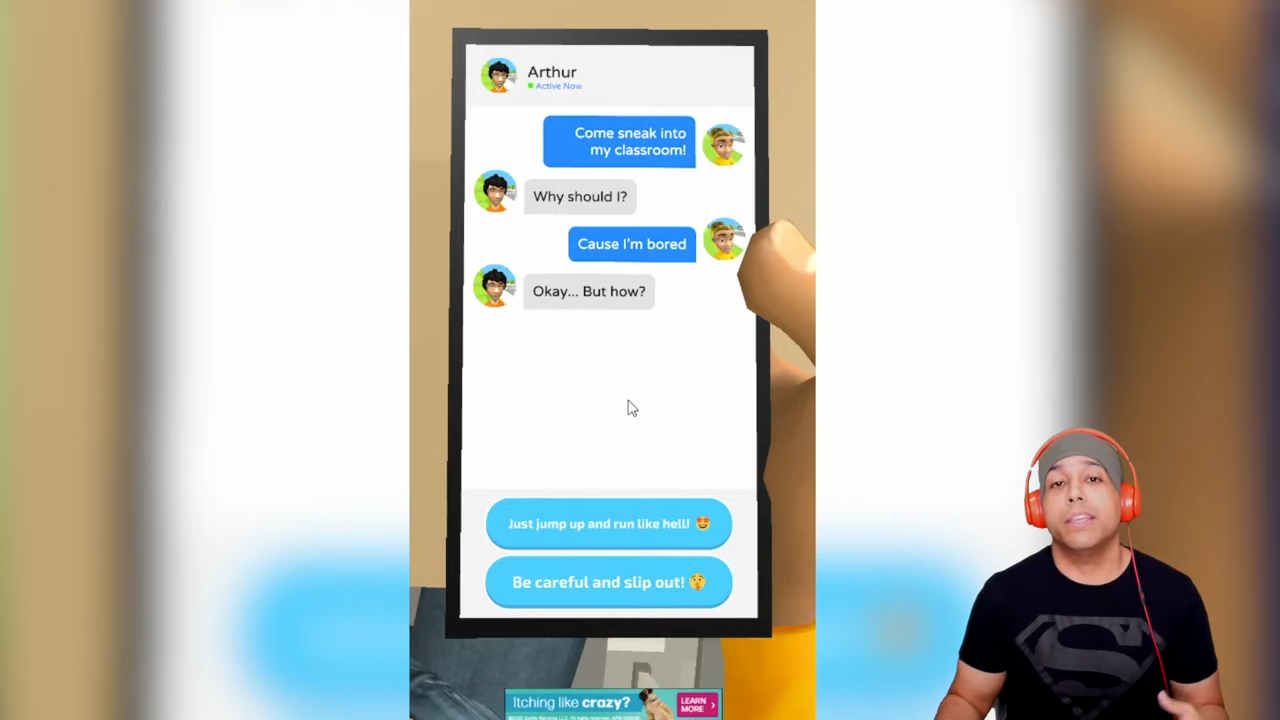 Arthur
Active Now
Come sneak into
my classroom!
Why should I?
Cause I'm bored
Okay... But how?
Just jump up and run like hell! 🤩
Be careful and slip out! 🤫
Itching like crazy?
LEARN
MORE